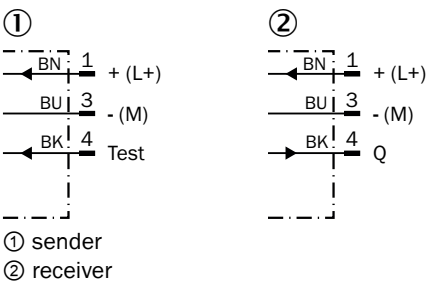 ① ②
BN 1 + (L+) BN 1 + (L+)
BU 3 - (M) BU 3 - (M)
BK 4 Test BK 4 Q
① sender
② receiver